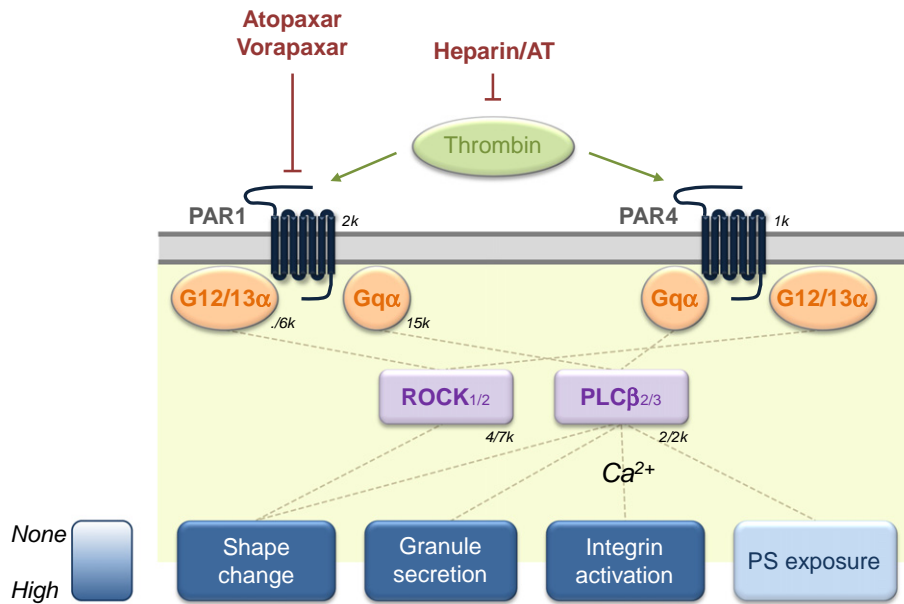 Atopaxar
Vorapaxar
Heparin/AT
Thrombin
PAR1
2k
PAR4
1k
G12/13α
./6k
Gqα
15k
Gqα
G12/13α
ROCK1/2
4/7k
PLCβ2/3
2/2k
Ca²⁺
None
High
Shape
change
Granule
secretion
Integrin
activation
PS exposure